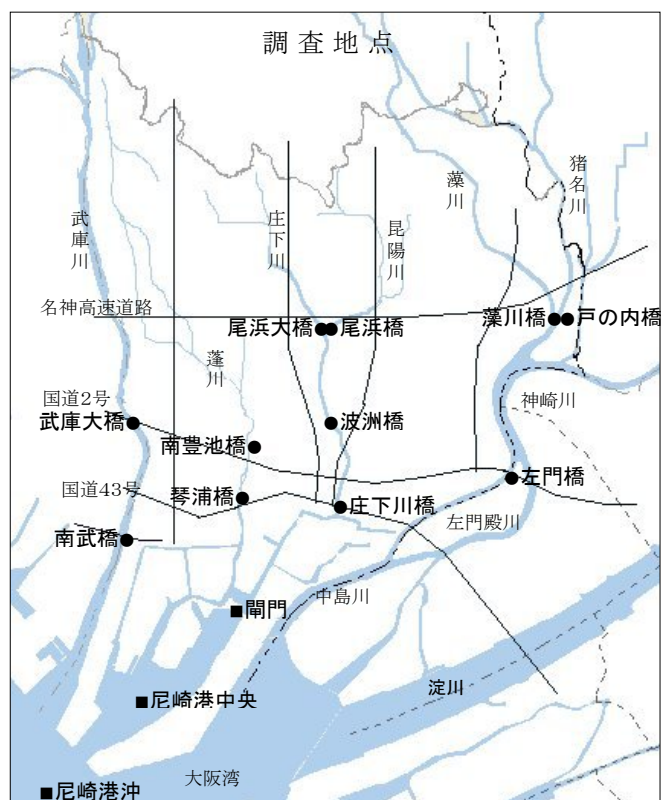 調査地点
猪名川
藻川
武庫川
庄下川
昆陽川
名神高速道路
尾浜大橋
尾浜橋
藻川橋
戸の内橋
蓬川
国道2号
神崎川
武庫大橋
波洲橋
南豊池橋
左門橋
国道43号
琴浦橋
庄下川橋
左門殿川
南武橋
中島川
閘門
淀川
尼崎港中央
大阪湾
尼崎港沖